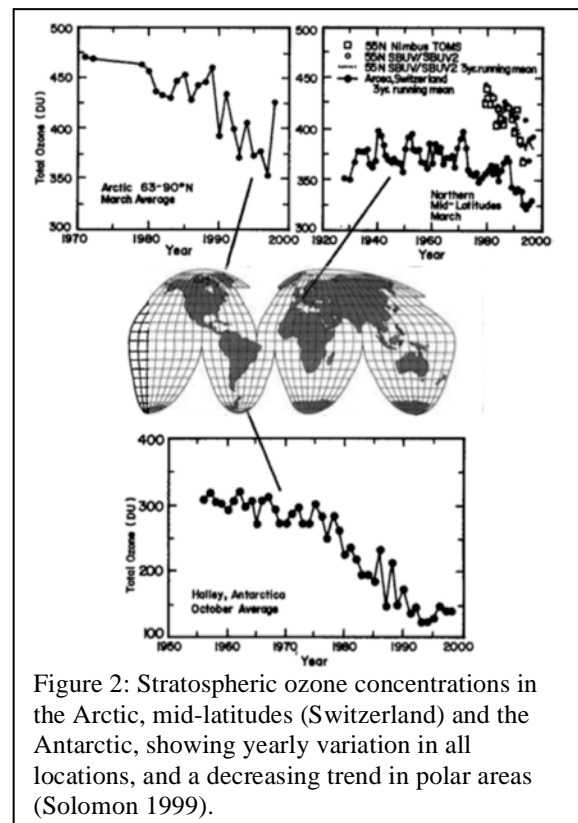 500
450
400
350
300
Total Ozone (DU)
Arctic 63-90°N
March Average
1970
1980
1990
2000
Year
500
450
400
350
300
55N Nimbus TOMS
55N SBUV/SBUV2
55N SBUV/SBUV2 3yr. running mean
Arosa, Switzerland
3yr. running mean
Northern
Mid-Latitudes
March
1920
1940
1960
1980
2000
Year
400
300
200
100
Total Ozone (DU)
Halley, Antarctica
October Average
1950
1960
1970
1980
1990
2000
Year
Figure 2: Stratospheric ozone concentrations in
the Arctic, mid-latitudes (Switzerland) and the
Antarctic, showing yearly variation in all
locations, and a decreasing trend in polar areas
(Solomon 1999).